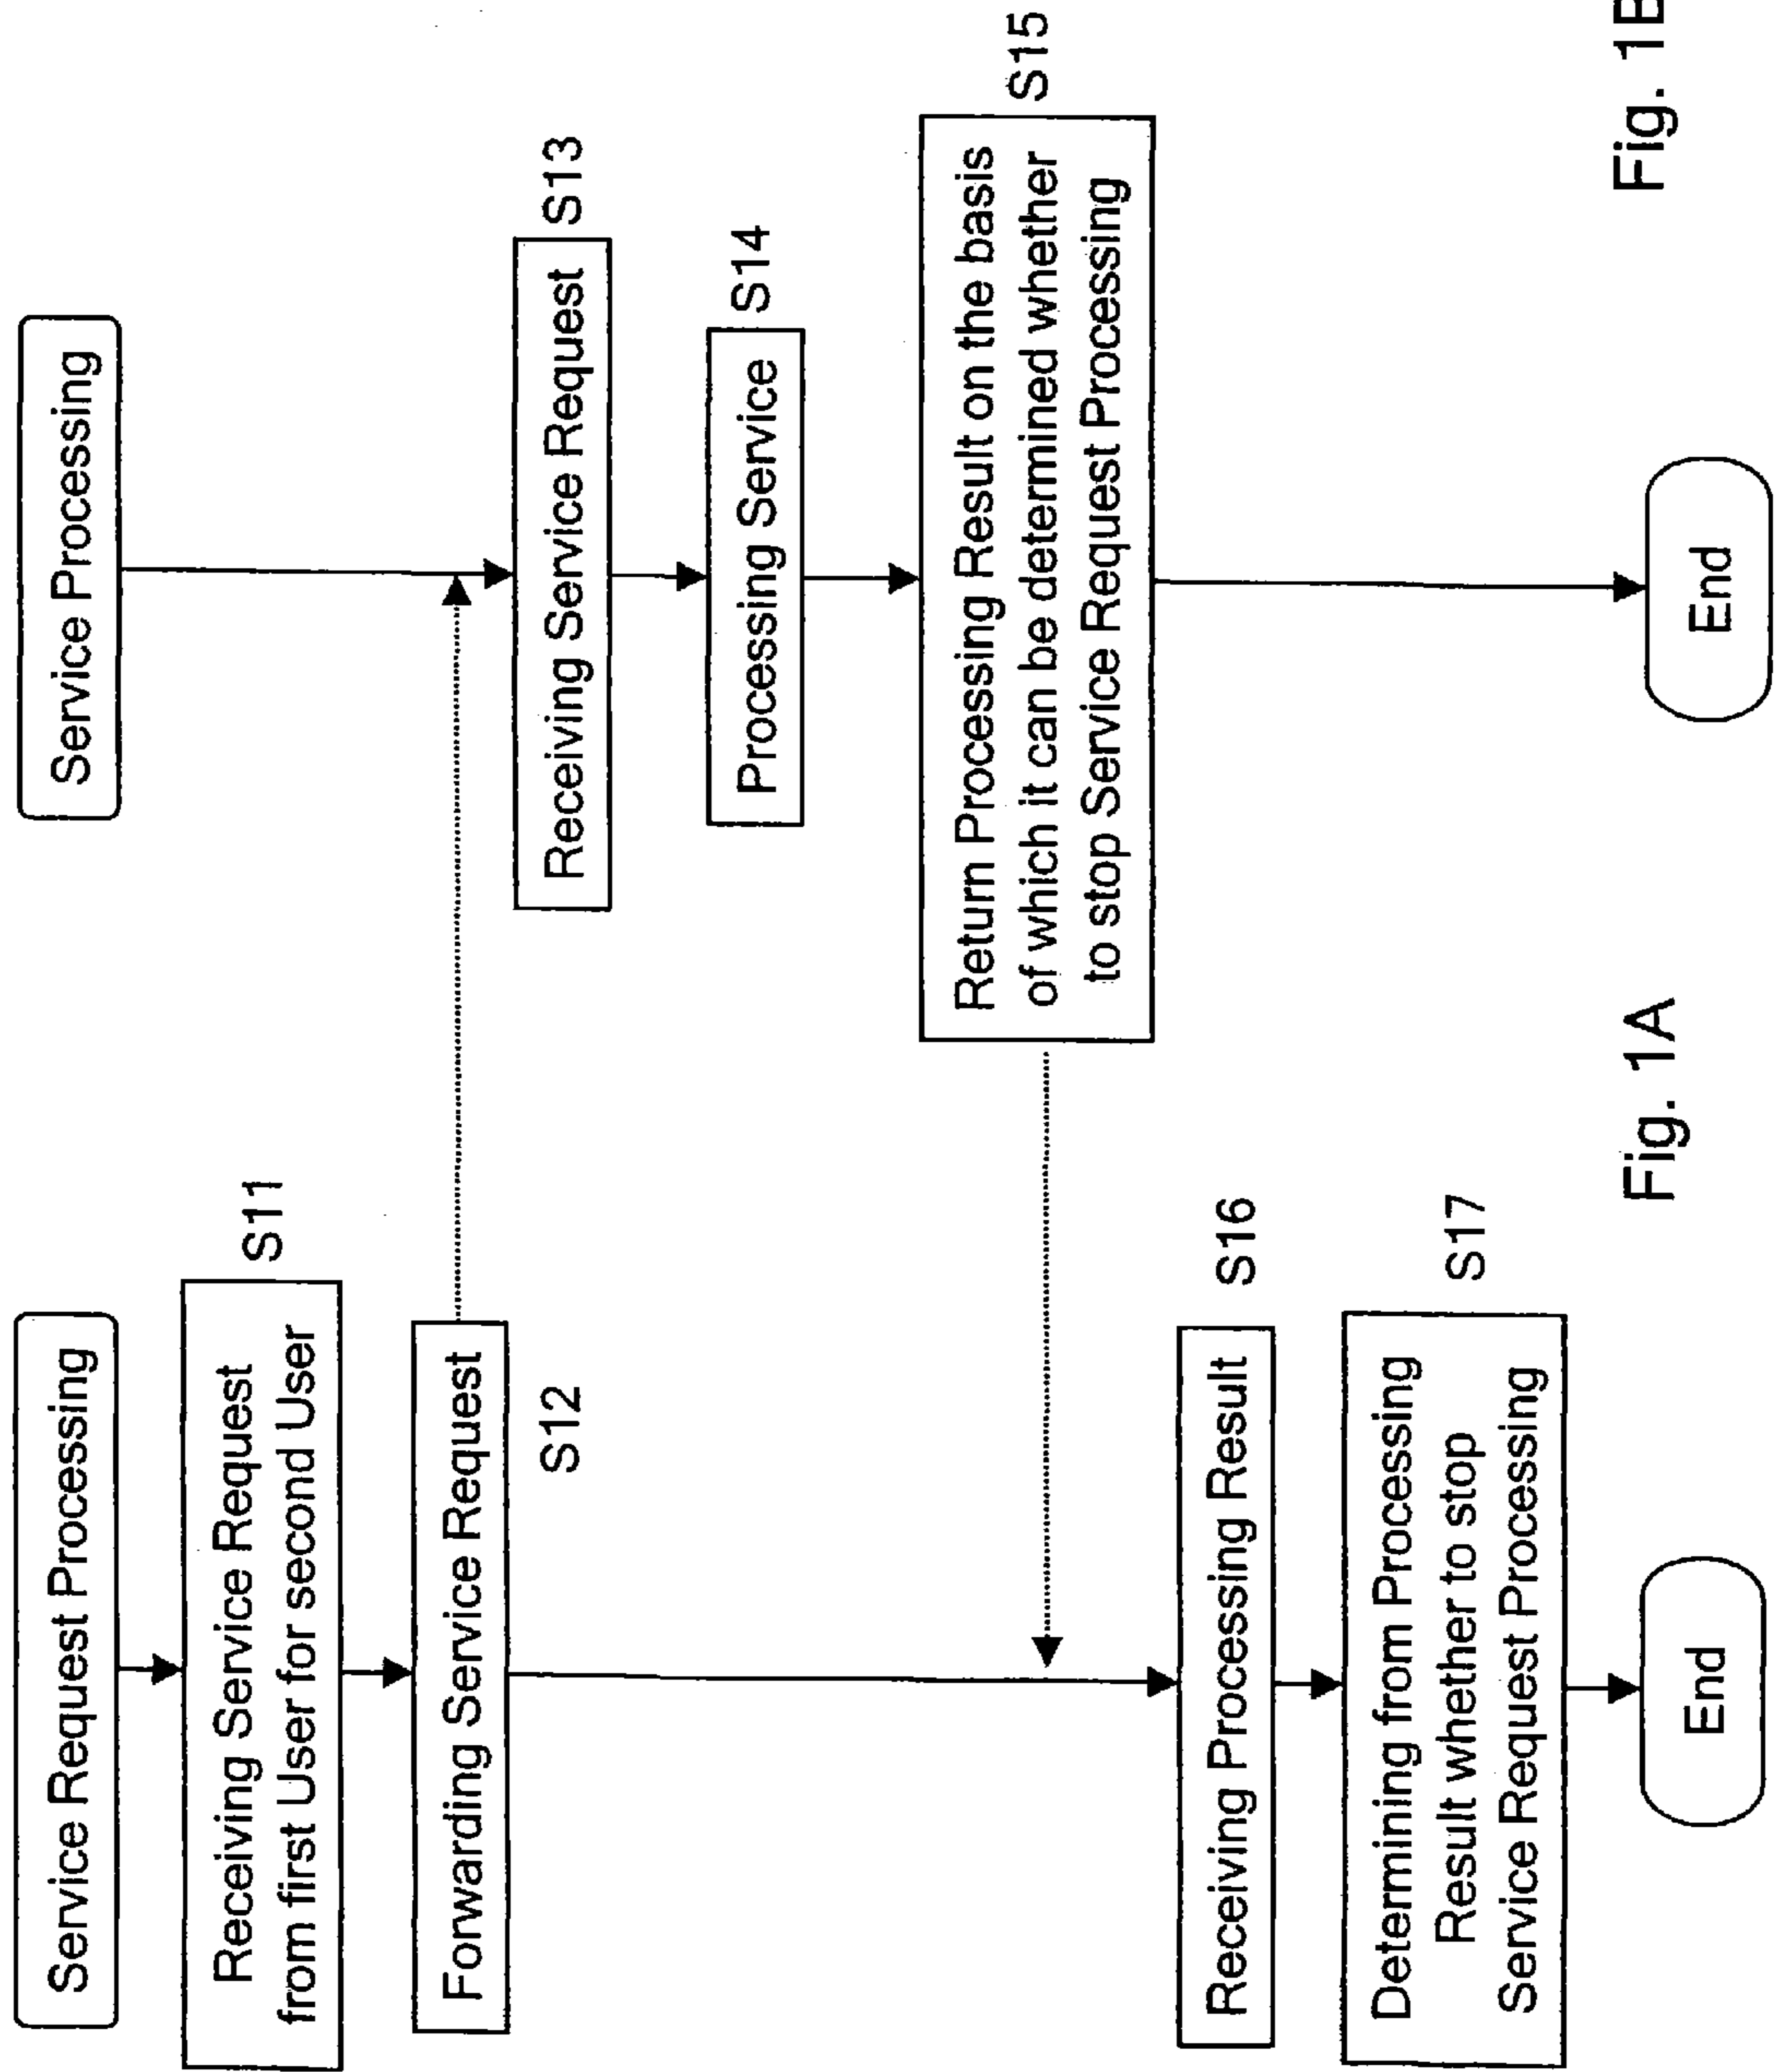 Service Request Processing
Receiving Service Request
from first User for second User
S11
Forwarding Service Request
S12
Receiving Processing Result
S16
Determining from Processing
Result whether to stop
Service Request Processing
S17
End
Fig. 1A
Service Processing
Receiving Service Request
S13
Processing Service
S14
Return Processing Result on the basis
of which it can be determined whether
to stop Service Request Processing
S15
End
Fig. 1B